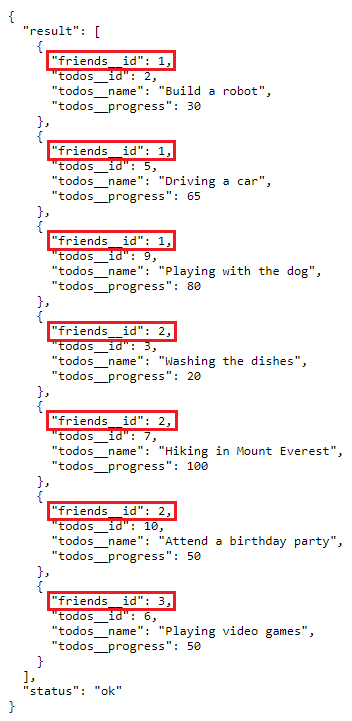 {
"result": [
{
"friends__id": 1,
"todos__id": 2,
"todos__name": "Build a robot",
"todos__progress": 30
},
{
"friends__id": 1,
"todos__id": 5,
"todos__name": "Driving a car",
"todos__progress": 65
},
{
"friends__id": 1,
"todos__id": 9,
"todos__name": "Playing with the dog",
"todos__progress": 80
},
{
"friends__id": 2,
"todos__id": 3,
"todos__name": "Washing the dishes",
"todos__progress": 20
},
{
"friends__id": 2,
"todos__id": 7,
"todos__name": "Hiking in Mount Everest",
"todos__progress": 100
},
{
"friends__id": 2,
"todos__id": 10,
"todos__name": "Attend a birthday party",
"todos__progress": 50
},
{
"friends__id": 3,
"todos__id": 6,
"todos__name": "Playing video games",
"todos__progress": 50
}
],
"status": "ok"
}